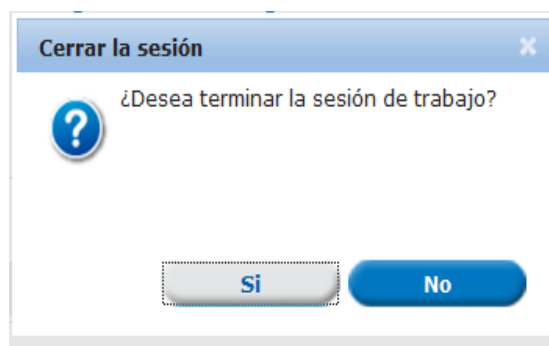 Cerrar la sesión
¿Desea terminar la sesión de trabajo?
Si No